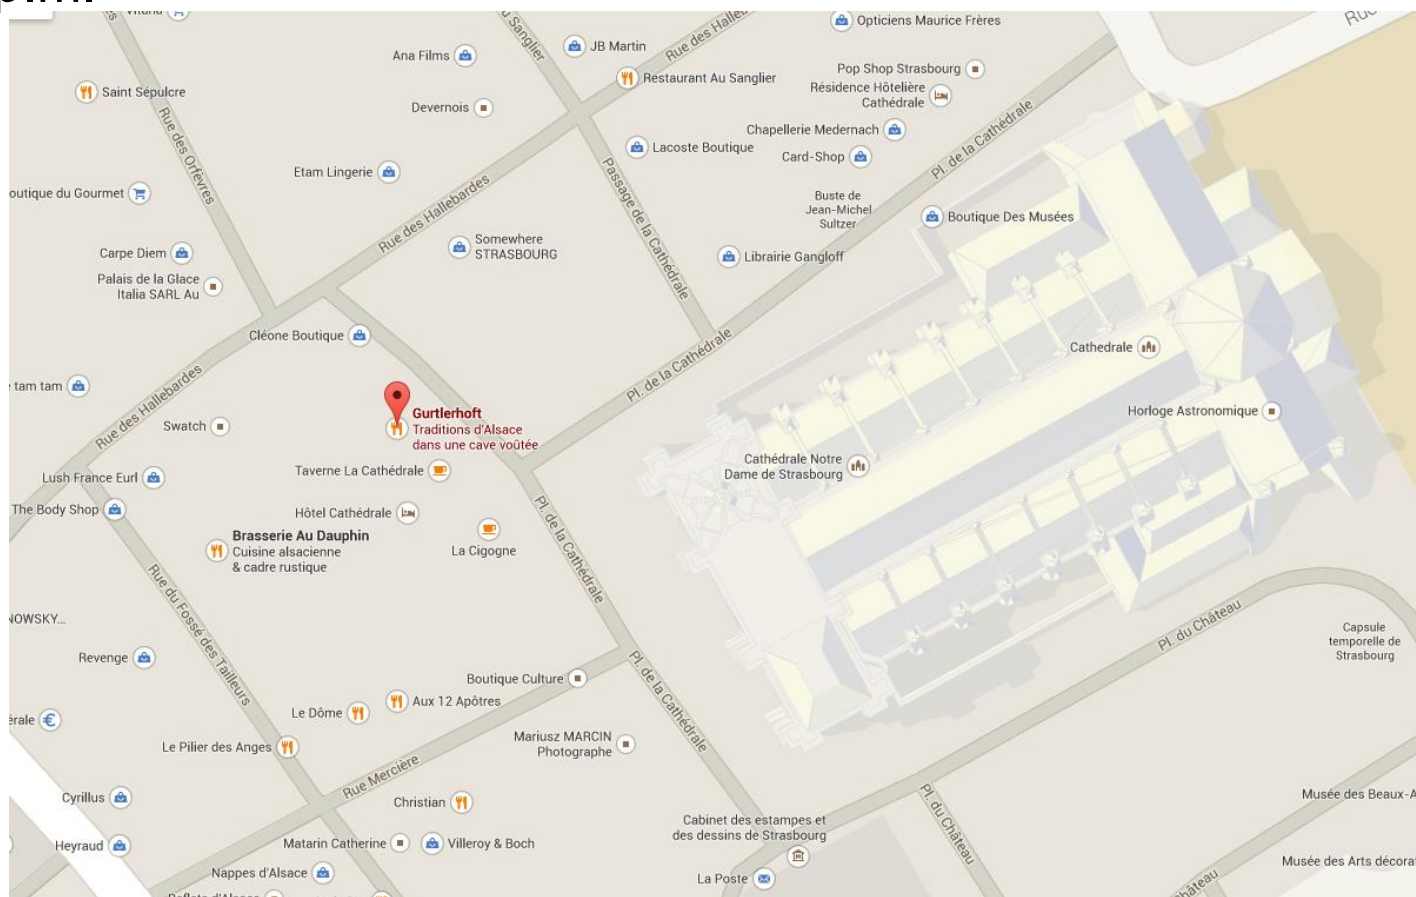 Vitaria
Rue des Halleb
Opticiens Maurice Frères
Ana Films
JB Martin
Restaurant Au Sanglier
Pop Shop Strasbourg
Résidence Hôtelière
Cathédrale
Saint Sépulcre
Devernois
Chapellerie Medernach
Lacoste Boutique
Card-Shop
Pl. de la Cathédrale
Rue des Orfèvres
Etam Lingerie
Passage de la Cathédrale
outique du Gourmet
Rue des Hallebardes
Buste de
Jean-Michel
Sultzer
Boutique Des Musées
Somewhere
STRASBOURG
Carpe Diem
Librairie Gangloff
Palais de la Glace
Italia SARL Au
Cléone Boutique
Pl. de la Cathédrale
Cathedrale
tam tam
Rue des Hallebardes
Gurtlerhoft
Traditions d'Alsace
dans une cave voûtée
Horloge Astronomique
Swatch
Cathédrale Notre
Dame de Strasbourg
Taverne La Cathédrale
Lush France Eurl
The Body Shop
Hôtel Cathédrale
Pl. de la Cathédrale
Brasserie Au Dauphin
Cuisine alsacienne
& cadre rustique
La Cigogne
Rue du Fossé des Tailleurs
NOWSKY...
Pl. du Château
Capsule
temporelle de
Strasbourg
Revenge
Boutique Culture
Pl. de la Cathédrale
Aux 12 Apôtres
Le Dôme
érale
Le Pilier des Anges
Mariusz MARCIN
Photographe
Rue Mercière
Cyrillus
Christian
Pl. du Château
Musée des Beaux-A
Cabinet des estampes et
des dessins de Strasbourg
Heyraud
Matarin Catherine
Villeroy & Boch
Musée des Arts décorat
Nappes d'Alsace
La Poste
hâteau